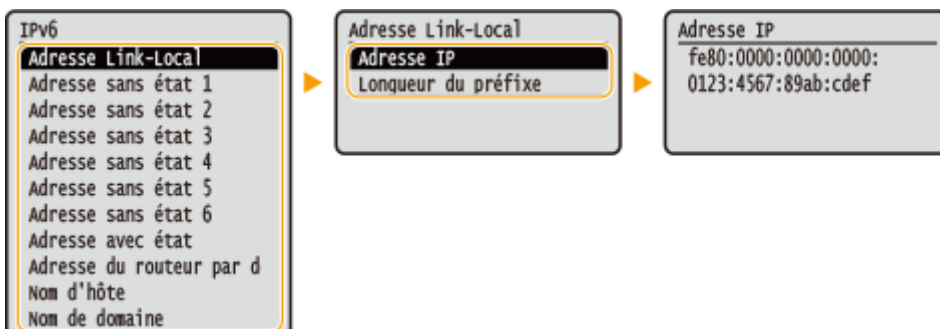 IPv6
Adresse Link-Local
Adresse sans état 1
Adresse sans état 2
Adresse sans état 3
Adresse sans état 4
Adresse sans état 5
Adresse sans état 6
Adresse avec état
Adresse du routeur par d
Nom d'hôte
Nom de domaine
Adresse Link-Local
Adresse IP
Longueur du préfixe
Adresse IP
fe80:0000:0000:0000:
0123:4567:89ab:cdef